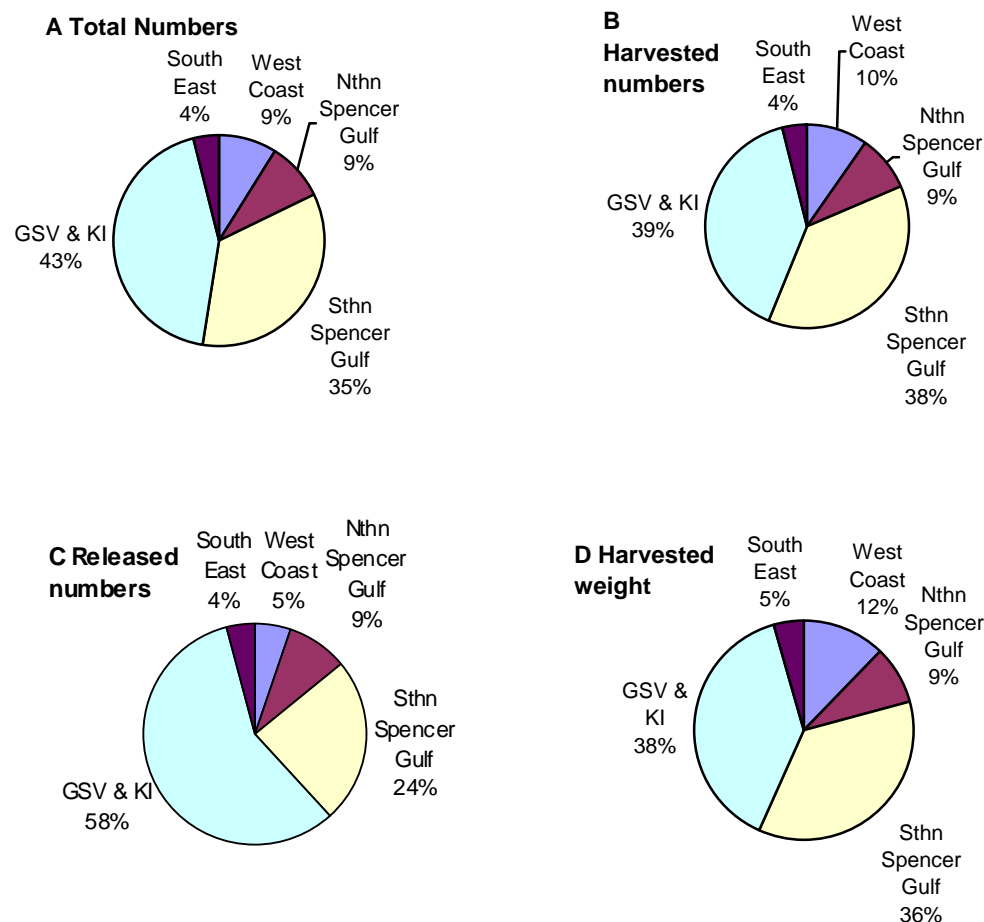 A Total Numbers
South
East
4%
West
Coast
9%
Nthn
Spencer
Gulf
9%
GSV & KI
43%
Sthn
Spencer
Gulf
35%
B
Harvested
numbers
South
East
4%
West
Coast
10%
Nthn
Spencer
Gulf
9%
GSV & KI
39%
Sthn
Spencer
Gulf
38%
C Released
numbers
South
East
4%
West
Coast
5%
Nthn
Spencer
Gulf
9%
Sthn
Spencer
Gulf
24%
GSV & KI
58%
D Harvested
weight
South
East
5%
West
Coast
12%
Nthn
Spencer
Gulf
9%
GSV &
KI
38%
Sthn
Spencer
Gulf
36%